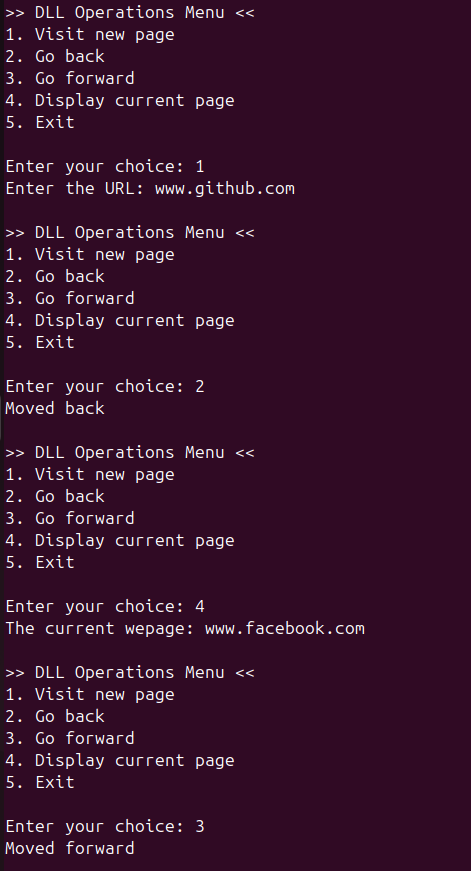 >> DLL Operations Menu <<
1. Visit new page
2. Go back
3. Go forward
4. Display current page
5. Exit
Enter your choice: 1
Enter the URL: www.github.com
>> DLL Operations Menu <<
1. Visit new page
2. Go back
3. Go forward
4. Display current page
5. Exit
Enter your choice: 2
Moved back
>> DLL Operations Menu <<
1. Visit new page
2. Go back
3. Go forward
4. Display current page
5. Exit
Enter your choice: 4
The current wepage: www.facebook.com
>> DLL Operations Menu <<
1. Visit new page
2. Go back
3. Go forward
4. Display current page
5. Exit
Enter your choice: 3
Moved forward